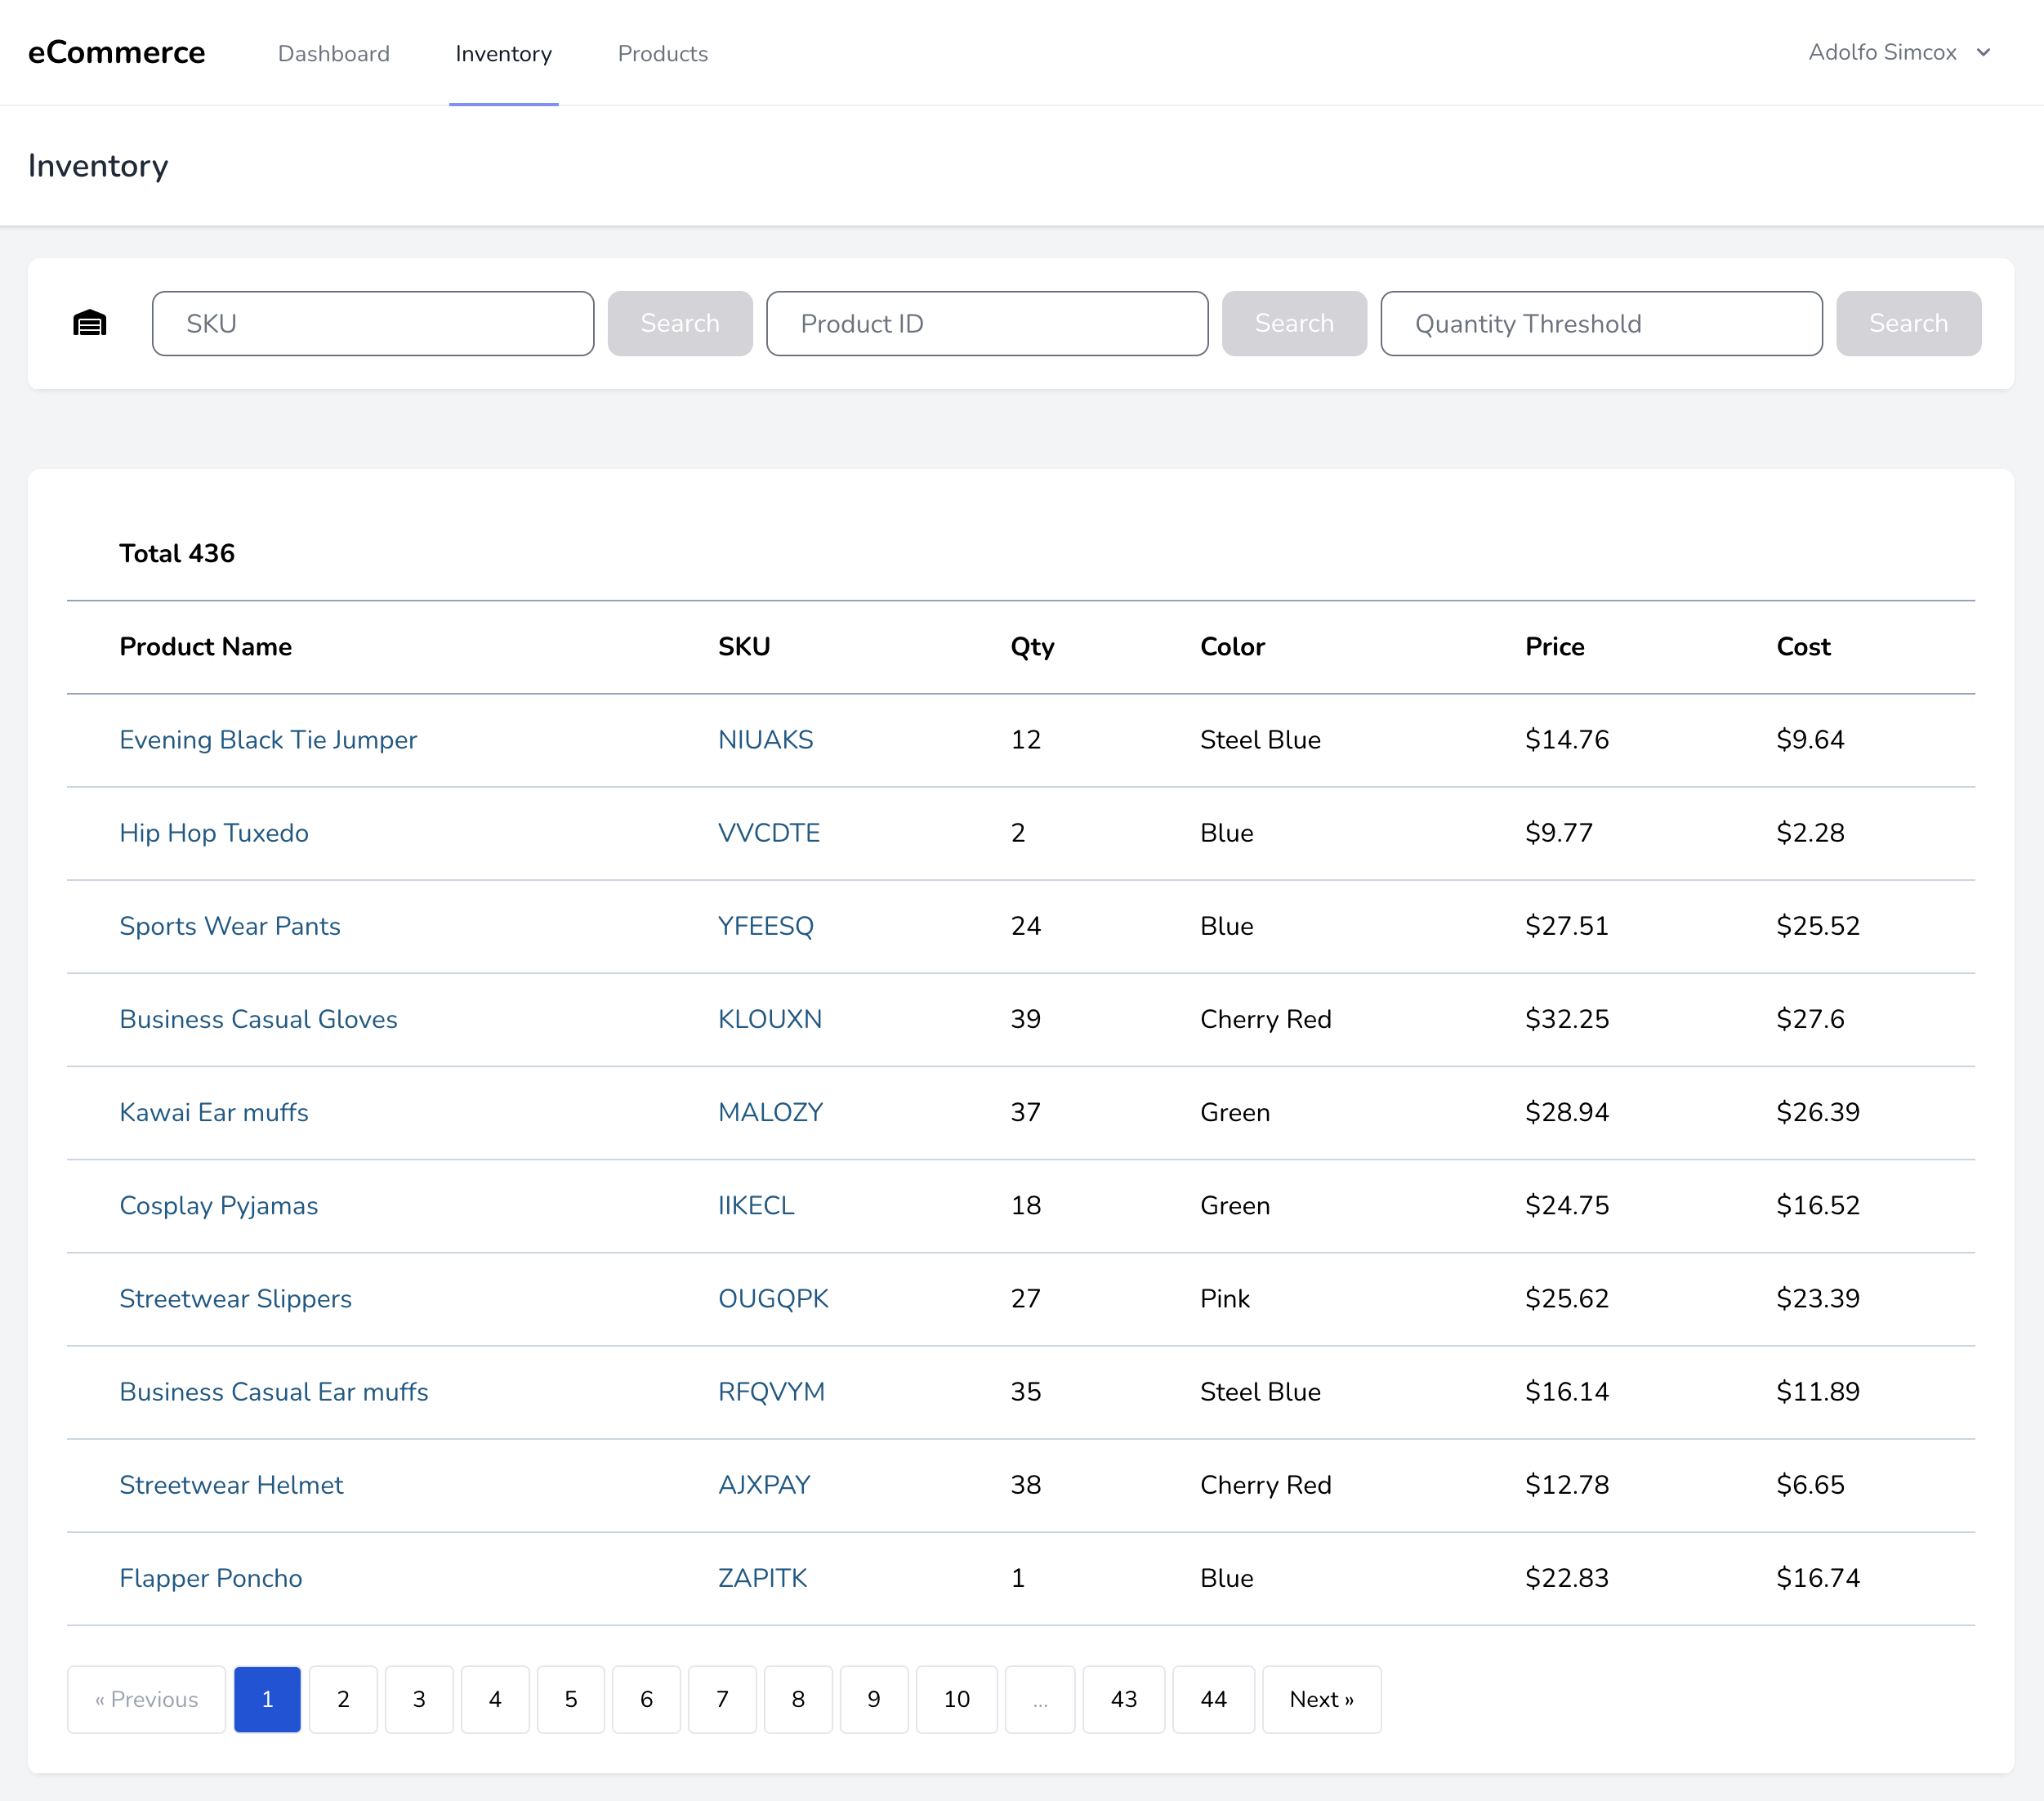 eCommerce Dashboard Inventory Products Adolfo Simcox
Inventory
SKU Search Product ID Search Quantity Threshold Search
Total 436
Product Name SKU Qty Color Price Cost
Evening Black Tie Jumper NIUAKS 12 Steel Blue $14.76 $9.64
Hip Hop Tuxedo VVCDTE 2 Blue $9.77 $2.28
Sports Wear Pants YFEESQ 24 Blue $27.51 $25.52
Business Casual Gloves KLOUXN 39 Cherry Red $32.25 $27.6
Kawai Ear muffs MALOZY 37 Green $28.94 $26.39
Cosplay Pyjamas IIKECL 18 Green $24.75 $16.52
Streetwear Slippers OUGQPK 27 Pink $25.62 $23.39
Business Casual Ear muffs RFQVYM 35 Steel Blue $16.14 $11.89
Streetwear Helmet AJXPAY 38 Cherry Red $12.78 $6.65
Flapper Poncho ZAPITK 1 Blue $22.83 $16.74
« Previous 1 2 3 4 5 6 7 8 9 10 ... 43 44 Next »